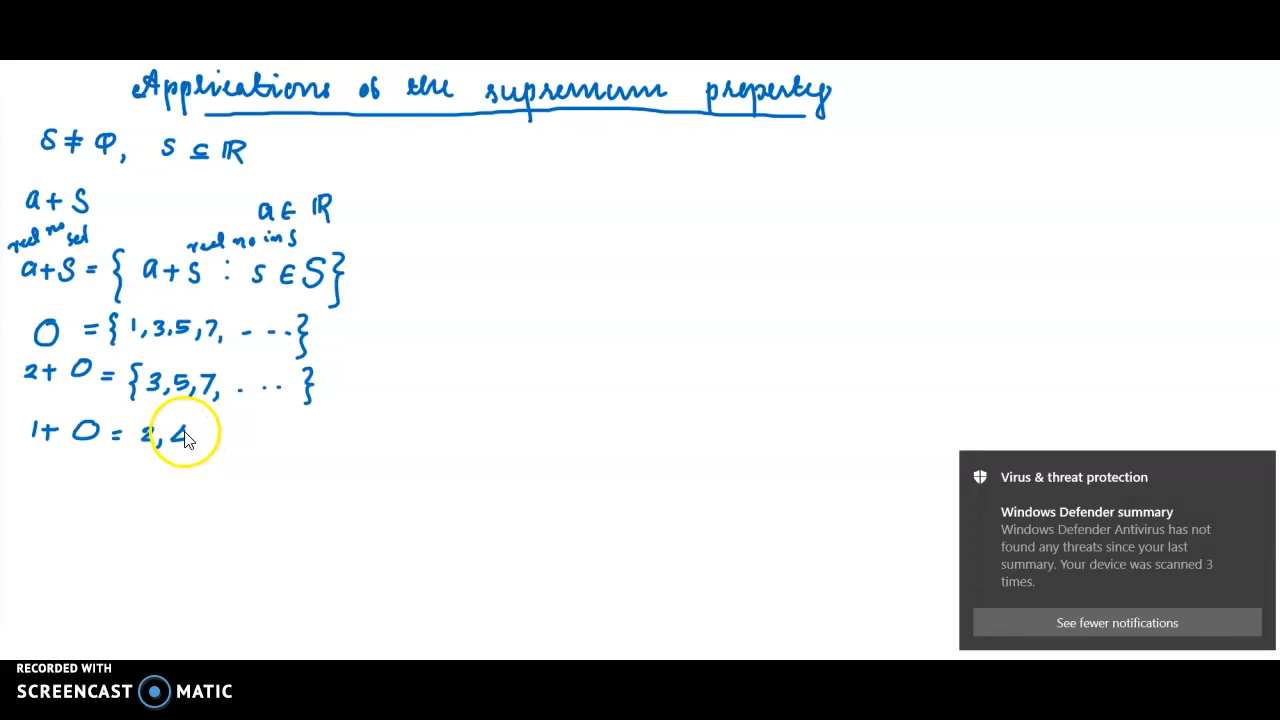 Applications of the supremum property
S ≠ φ, S ⊆ ℝ
a + S
a ∈ ℝ
real no set
real no in S
a+S = { a + s : s ∈ S }
O = { 1, 3, 5, 7, - - -.. }
2 + O = { 3, 5, 7, . .. }
1 + O = 2, 4
Virus & threat protection
Windows Defender summary
Windows Defender Antivirus has not
found any threats since your last
summary. Your device was scanned 3
times.
See fewer notifications
RECORDED WITH
SCREENCAST MATIC